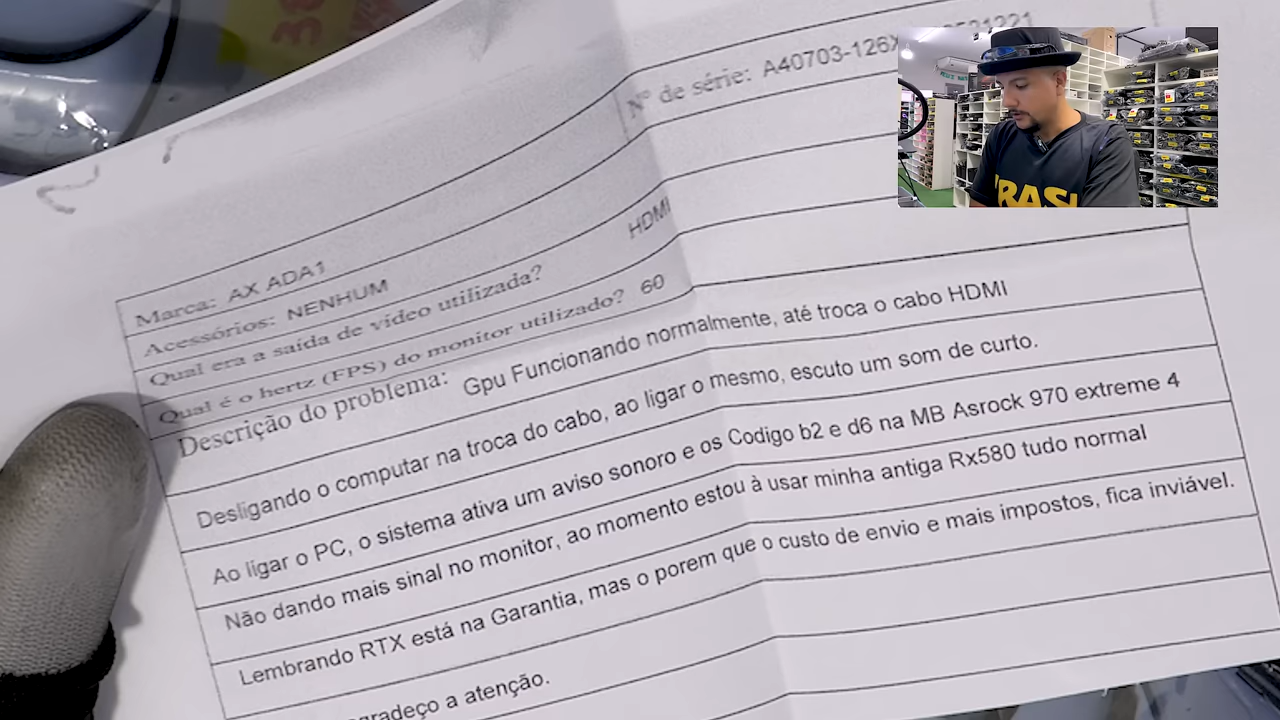 Nº de série: A40703-126X
Marca: AX ADA1
Acessórios: NENHUM
Qual era a saída de vídeo utilizada? HDMI
Qual é o hertz (FPS) do monitor utilizado? 60
Descrição do problema: Gpu Funcionando normalmente, até troca o cabo HDMI
Desligando o computar na troca do cabo, ao ligar o mesmo, escuto um som de curto.
Ao ligar o PC, o sistema ativa um aviso sonoro e os Codigo b2 e d6 na MB Asrock 970 extreme 4
Não dando mais sinal no monitor, ao momento estou à usar minha antiga Rx580 tudo normal
Lembrando RTX está na Garantia, mas o porem que o custo de envio e mais impostos, fica inviável.
a atenção.